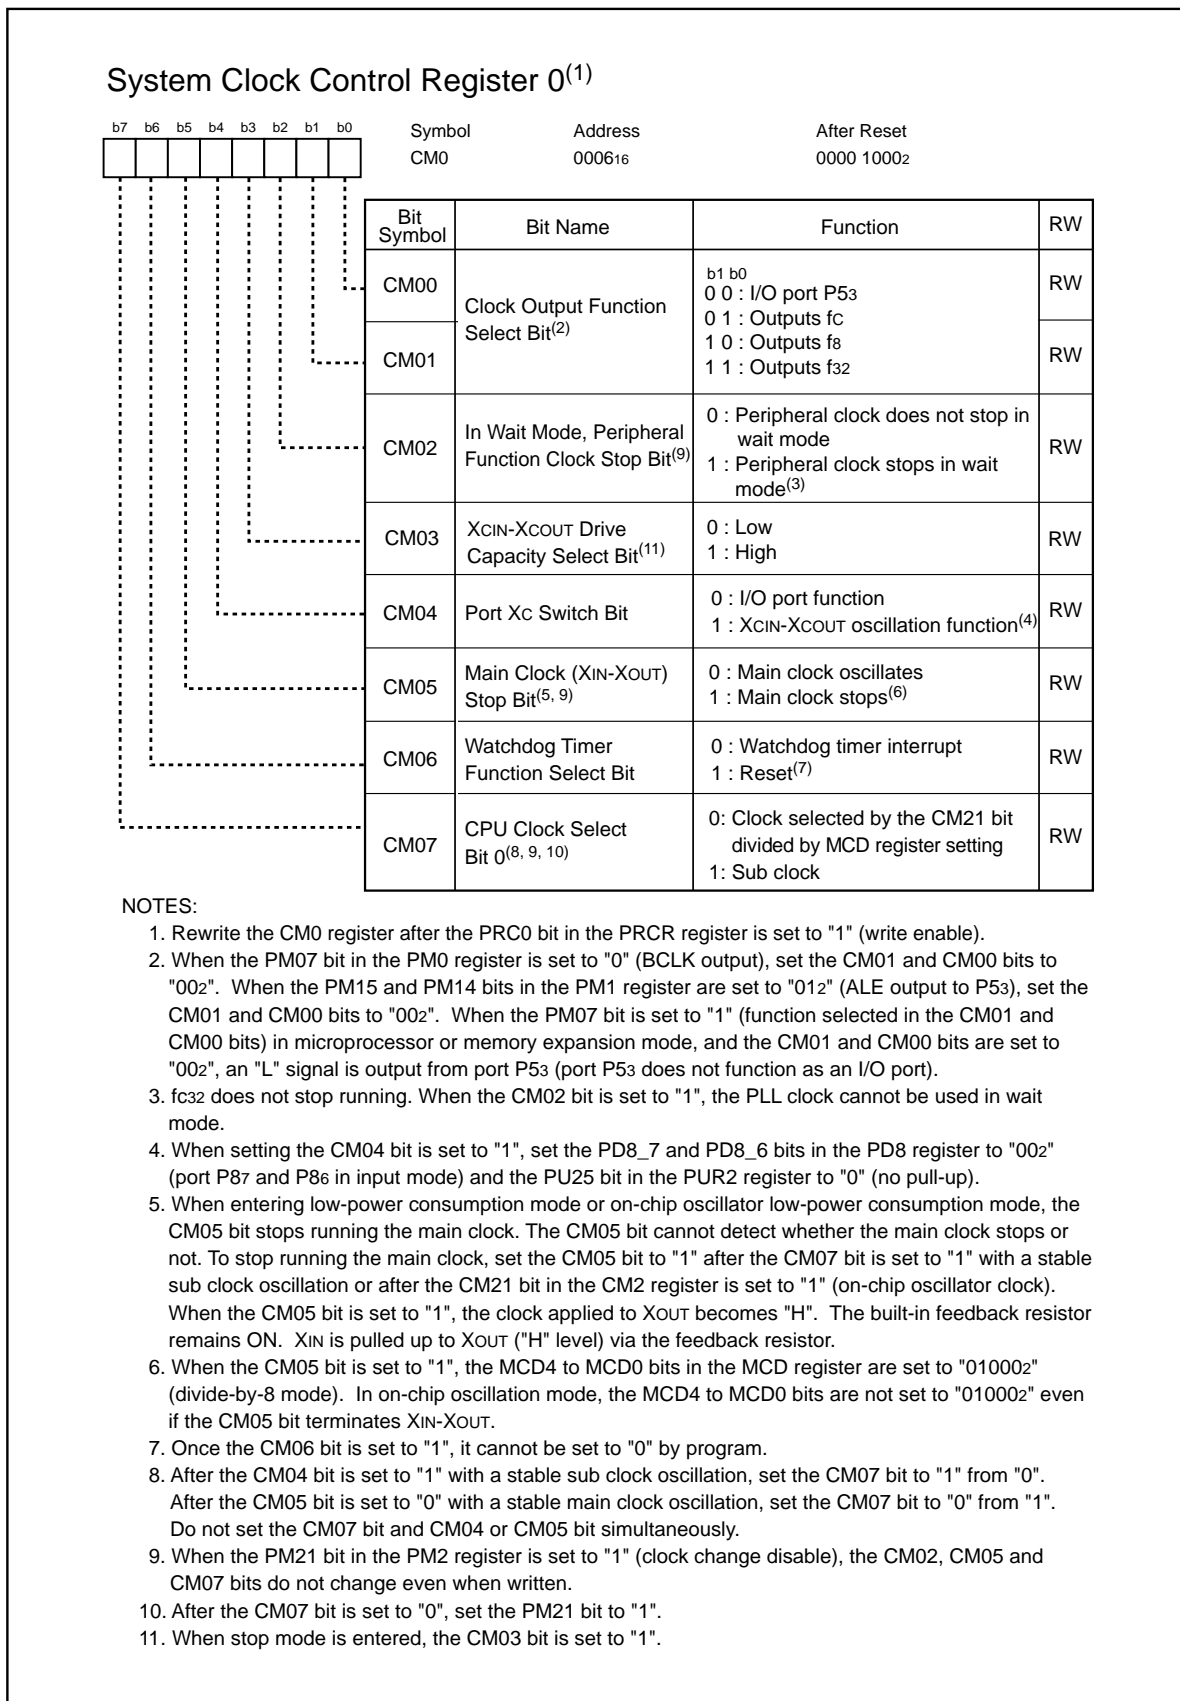 System Clock Control Register 0(1)
b7 b6 b5 b4 b3 b2 b1 b0
Symbol Address After Reset
CM0 000616 0000 10002
Bit Symbol Bit Name Function RW
CM00 Clock Output Function Select Bit(2) b1 b0 RW
0 0 : I/O port P53
0 1 : Outputs fC
CM01 1 0 : Outputs f8 RW
1 1 : Outputs f32
CM02 In Wait Mode, Peripheral Function Clock Stop Bit(9) 0 : Peripheral clock does not stop in wait mode RW
1 : Peripheral clock stops in wait mode(3)
CM03 XCIN-XCOUT Drive Capacity Select Bit(11) 0 : Low RW
1 : High
CM04 Port XC Switch Bit 0 : I/O port function RW
1 : XCIN-XCOUT oscillation function(4)
CM05 Main Clock (XIN-XOUT) Stop Bit(5, 9) 0 : Main clock oscillates RW
1 : Main clock stops(6)
CM06 Watchdog Timer Function Select Bit 0 : Watchdog timer interrupt RW
1 : Reset(7)
CM07 CPU Clock Select Bit 0(8, 9, 10) 0: Clock selected by the CM21 bit divided by MCD register setting RW
1: Sub clock
NOTES:
1. Rewrite the CM0 register after the PRC0 bit in the PRCR register is set to "1" (write enable).
2. When the PM07 bit in the PM0 register is set to "0" (BCLK output), set the CM01 and CM00 bits to
"002". When the PM15 and PM14 bits in the PM1 register are set to "012" (ALE output to P53), set the
CM01 and CM00 bits to "002". When the PM07 bit is set to "1" (function selected in the CM01 and
CM00 bits) in microprocessor or memory expansion mode, and the CM01 and CM00 bits are set to
"002", an "L" signal is output from port P53 (port P53 does not function as an I/O port).
3. fc32 does not stop running. When the CM02 bit is set to "1", the PLL clock cannot be used in wait
mode.
4. When setting the CM04 bit is set to "1", set the PD8_7 and PD8_6 bits in the PD8 register to "002"
(port P87 and P86 in input mode) and the PU25 bit in the PUR2 register to "0" (no pull-up).
5. When entering low-power consumption mode or on-chip oscillator low-power consumption mode, the
CM05 bit stops running the main clock. The CM05 bit cannot detect whether the main clock stops or
not. To stop running the main clock, set the CM05 bit to "1" after the CM07 bit is set to "1" with a stable
sub clock oscillation or after the CM21 bit in the CM2 register is set to "1" (on-chip oscillator clock).
When the CM05 bit is set to "1", the clock applied to XOUT becomes "H". The built-in feedback resistor
remains ON. XIN is pulled up to XOUT ("H" level) via the feedback resistor.
6. When the CM05 bit is set to "1", the MCD4 to MCD0 bits in the MCD register are set to "010002"
(divide-by-8 mode). In on-chip oscillation mode, the MCD4 to MCD0 bits are not set to "010002" even
if the CM05 bit terminates XIN-XOUT.
7. Once the CM06 bit is set to "1", it cannot be set to "0" by program.
8. After the CM04 bit is set to "1" with a stable sub clock oscillation, set the CM07 bit to "1" from "0".
After the CM05 bit is set to "0" with a stable main clock oscillation, set the CM07 bit to "0" from "1".
Do not set the CM07 bit and CM04 or CM05 bit simultaneously.
9. When the PM21 bit in the PM2 register is set to "1" (clock change disable), the CM02, CM05 and
CM07 bits do not change even when written.
10. After the CM07 bit is set to "0", set the PM21 bit to "1".
11. When stop mode is entered, the CM03 bit is set to "1".